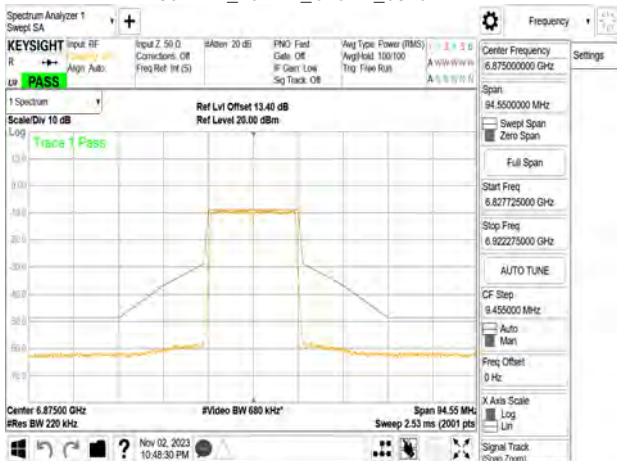 Spectrum Analyzer 1
Swept SA
Frequency
KEYSIGHT
R
PASS
Input: RF
Align: Auto
Input Z: 50 Ω
Corrections: Off
Freq Ref: Int (S)
#Atten: 20 dB
PNO: Fast
Gate: Off
IF Gain: Low
Sig Track: Off
Avg Type: Power (RMS)
Avg|Hold: 100/100
Trig: Free Run
Center Frequency
6.875000000 GHz
Settings
Span
94.5500000 MHz
Swept Span
Zero Span
Full Span
Start Freq
6.827725000 GHz
Stop Freq
6.922275000 GHz
AUTO TUNE
CF Step
9.455000 MHz
Auto
Man
Freq Offset
0 Hz
X Axis Scale
Log
Lin
Signal Track
(Span Zoom)
1 Spectrum
Scale/Div 10 dB
Ref Lvl Offset 13.40 dB
Ref Level 20.00 dBm
Log
Trace 1 Pass
Center 6.87500 GHz
#Video BW 680 kHz*
Span 94.55 MHz
#Res BW 220 kHz
Sweep 2.53 ms (2001 pts
?
Nov 02, 2023
10:48:30 PM